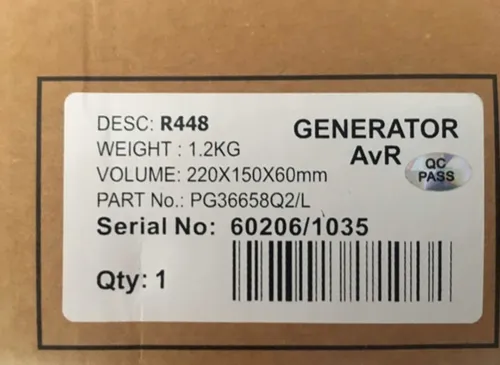 DESC: R448
GENERATOR
AvR
WEIGHT : 1.2KG
QC
PASS
VOLUME: 220X150X60mm
PART No.: PG36658Q2/L
Serial No: 60206/1035
Qty: 1